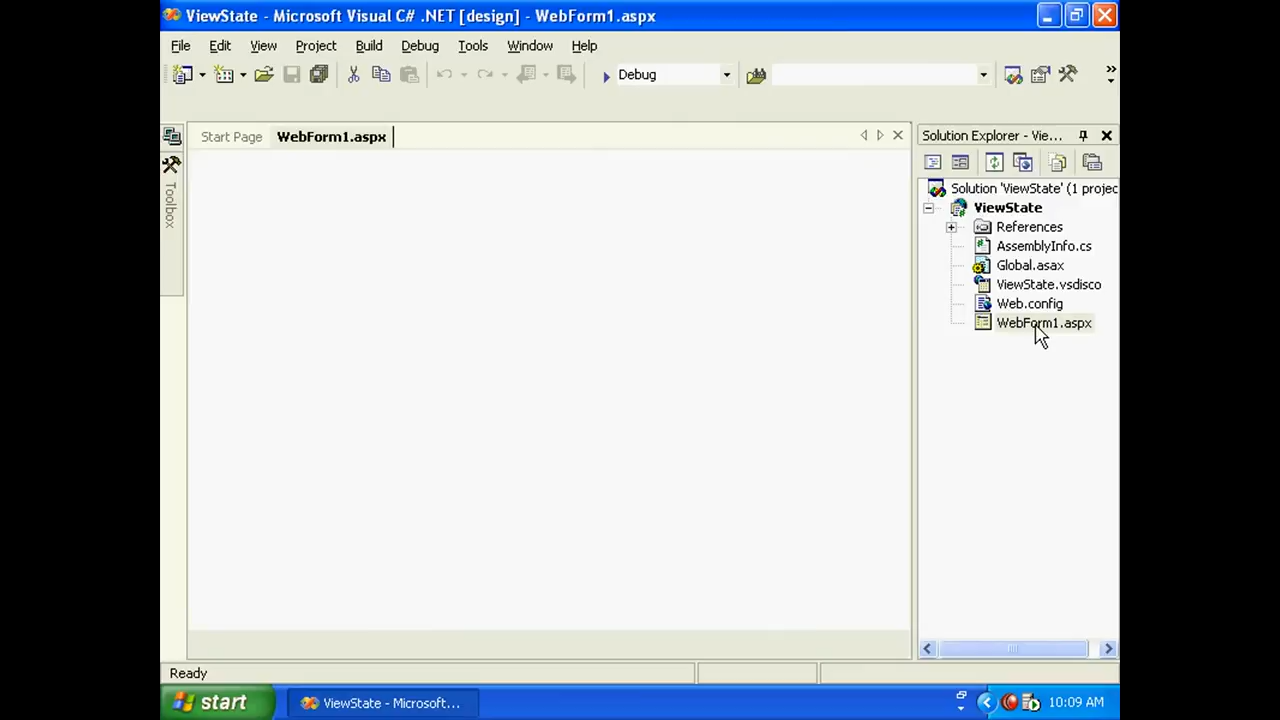 ViewState - Microsoft Visual C# .NET [design] - WebForm1.aspx
File Edit View Project Build Debug Tools Window Help
Debug
Start Page WebForm1.aspx
Toolbox
Solution Explorer - Vie...
Solution 'ViewState' (1 projec
ViewState
References
AssemblyInfo.cs
Global.asax
ViewState.vsdisco
Web.config
WebForm1.aspx
Ready
start ViewState - Microsoft... 10:09 AM